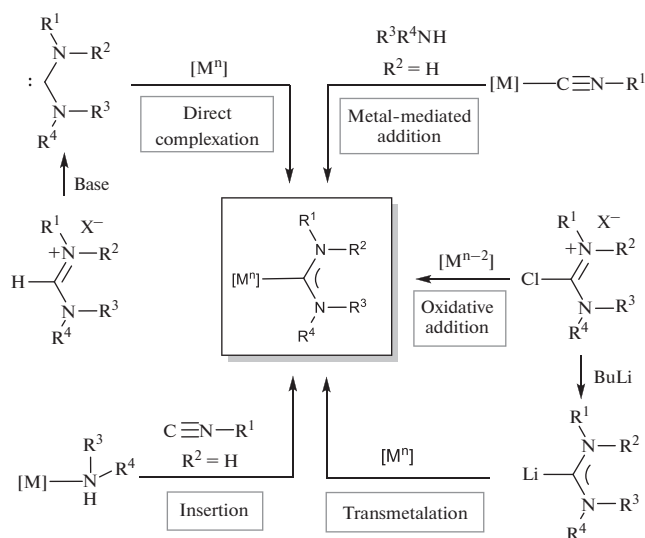 R¹
N—R²
:
N—R³
R⁴
[Mⁿ]
Direct
complexation
R³R⁴NH
R² = H
[M]—C≡N—R¹
Metal-mediated
addition
Base
R¹ X⁻
+N—R²
H
N—R³
R⁴
R¹
N—R²
[Mⁿ]
N—R³
R⁴
[Mⁿ⁻²]
Oxidative
addition
R¹ X⁻
+N—R²
Cl
N—R³
R⁴
BuLi
R³
R⁴
[M]—N
H
C≡N—R¹
R² = H
Insertion
[Mⁿ]
Transmetalation
R¹
N—R²
Li
N—R³
R⁴